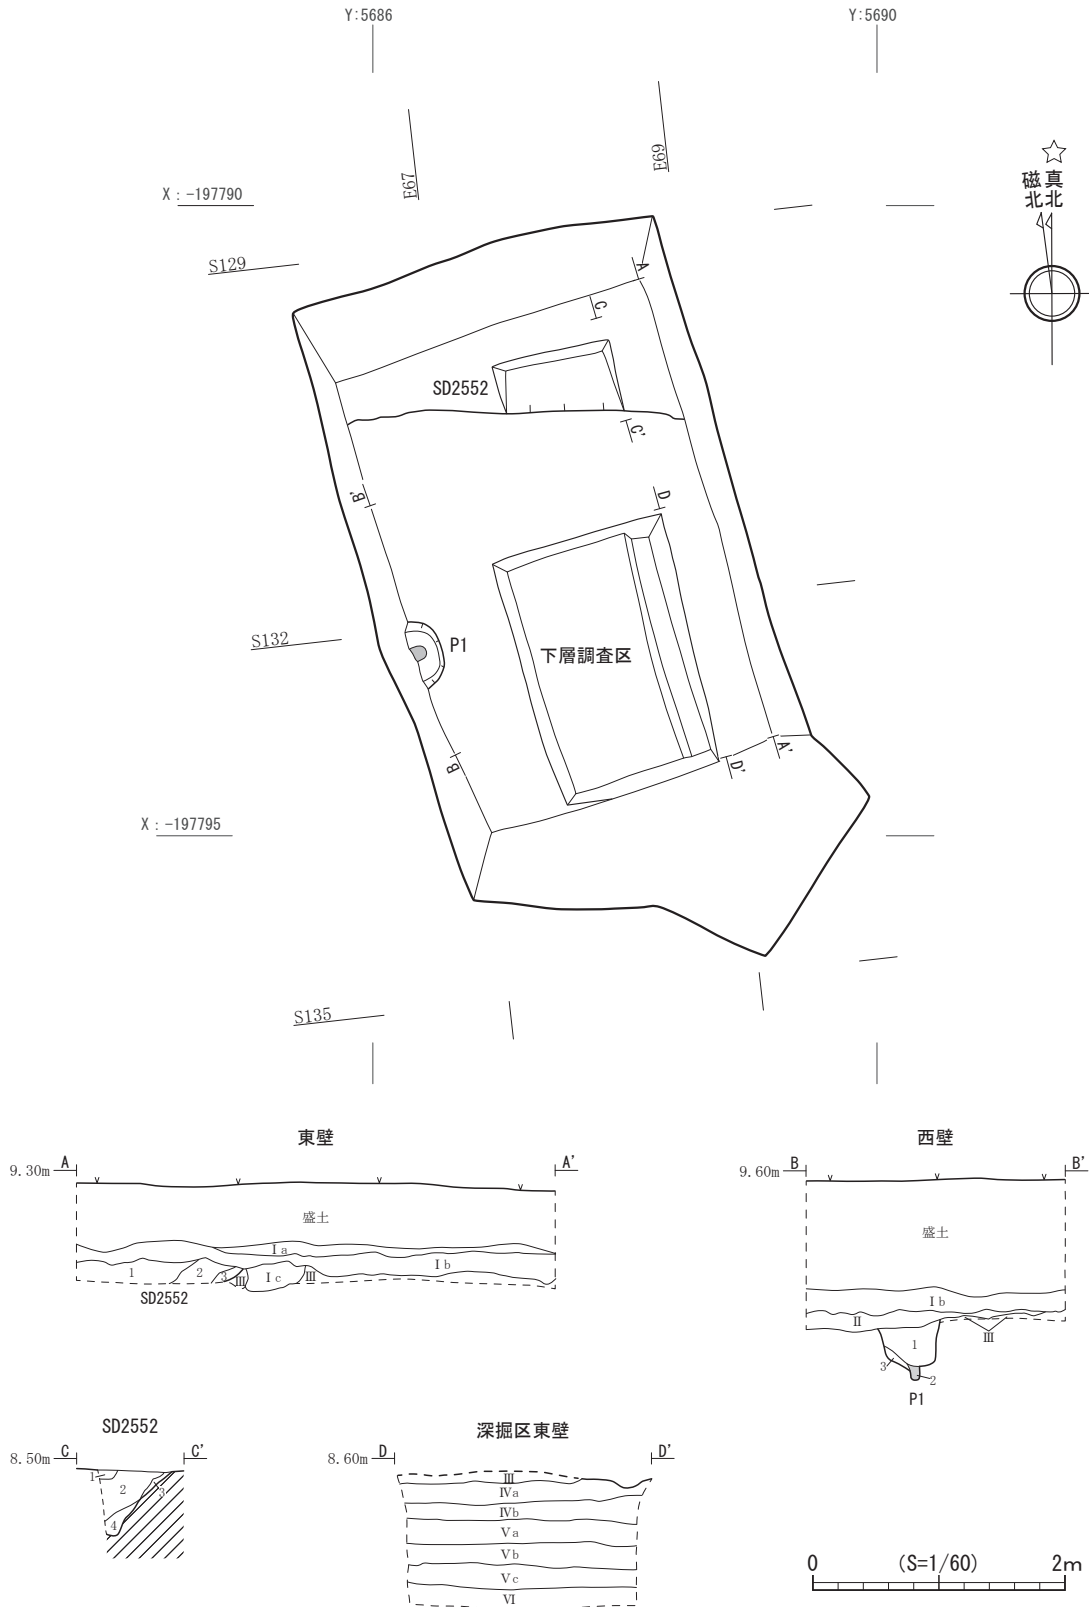 Y:5686
Y:5690
E67
E69
X：-197790
真北
磁北
☆
S129
A
C
SD2552
C'
B'
D
S132
P1
下層調査区
B
A'
D'
X：-197795
S135
東壁
9.30m A A'
盛土
Ⅰa
Ⅰb
1 2 3 Ⅲ Ⅰc Ⅲ
SD2552
西壁
9.60m B B'
盛土
Ⅰb
Ⅱ
1
Ⅲ
3
2
P1
SD2552
8.50m C C'
1
2
3
4
深掘区東壁
8.60m D D'
Ⅲ
Ⅳa
Ⅳb
Ⅴa
Ⅴb
Ⅴc
Ⅵ
0 (S=1/60) 2m